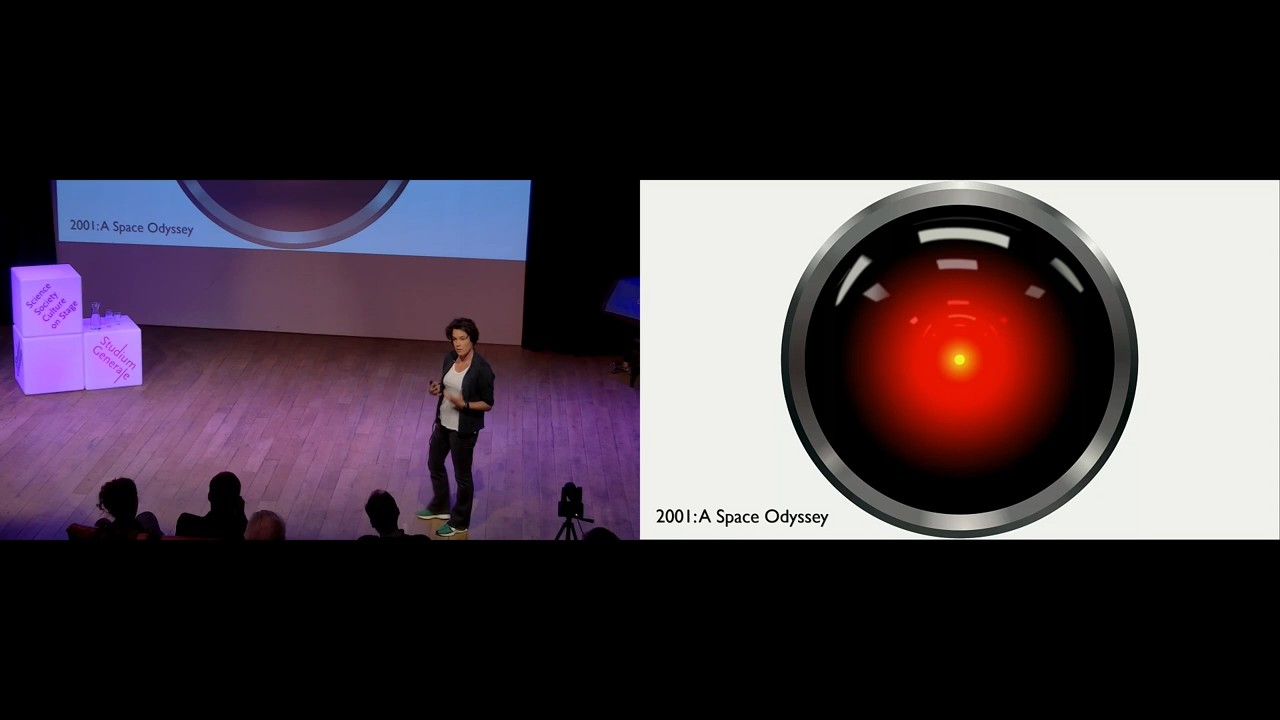 2001: A Space Odyssey
Science
Society
Culture
on Stage
Studium
Generale
2001: A Space Odyssey